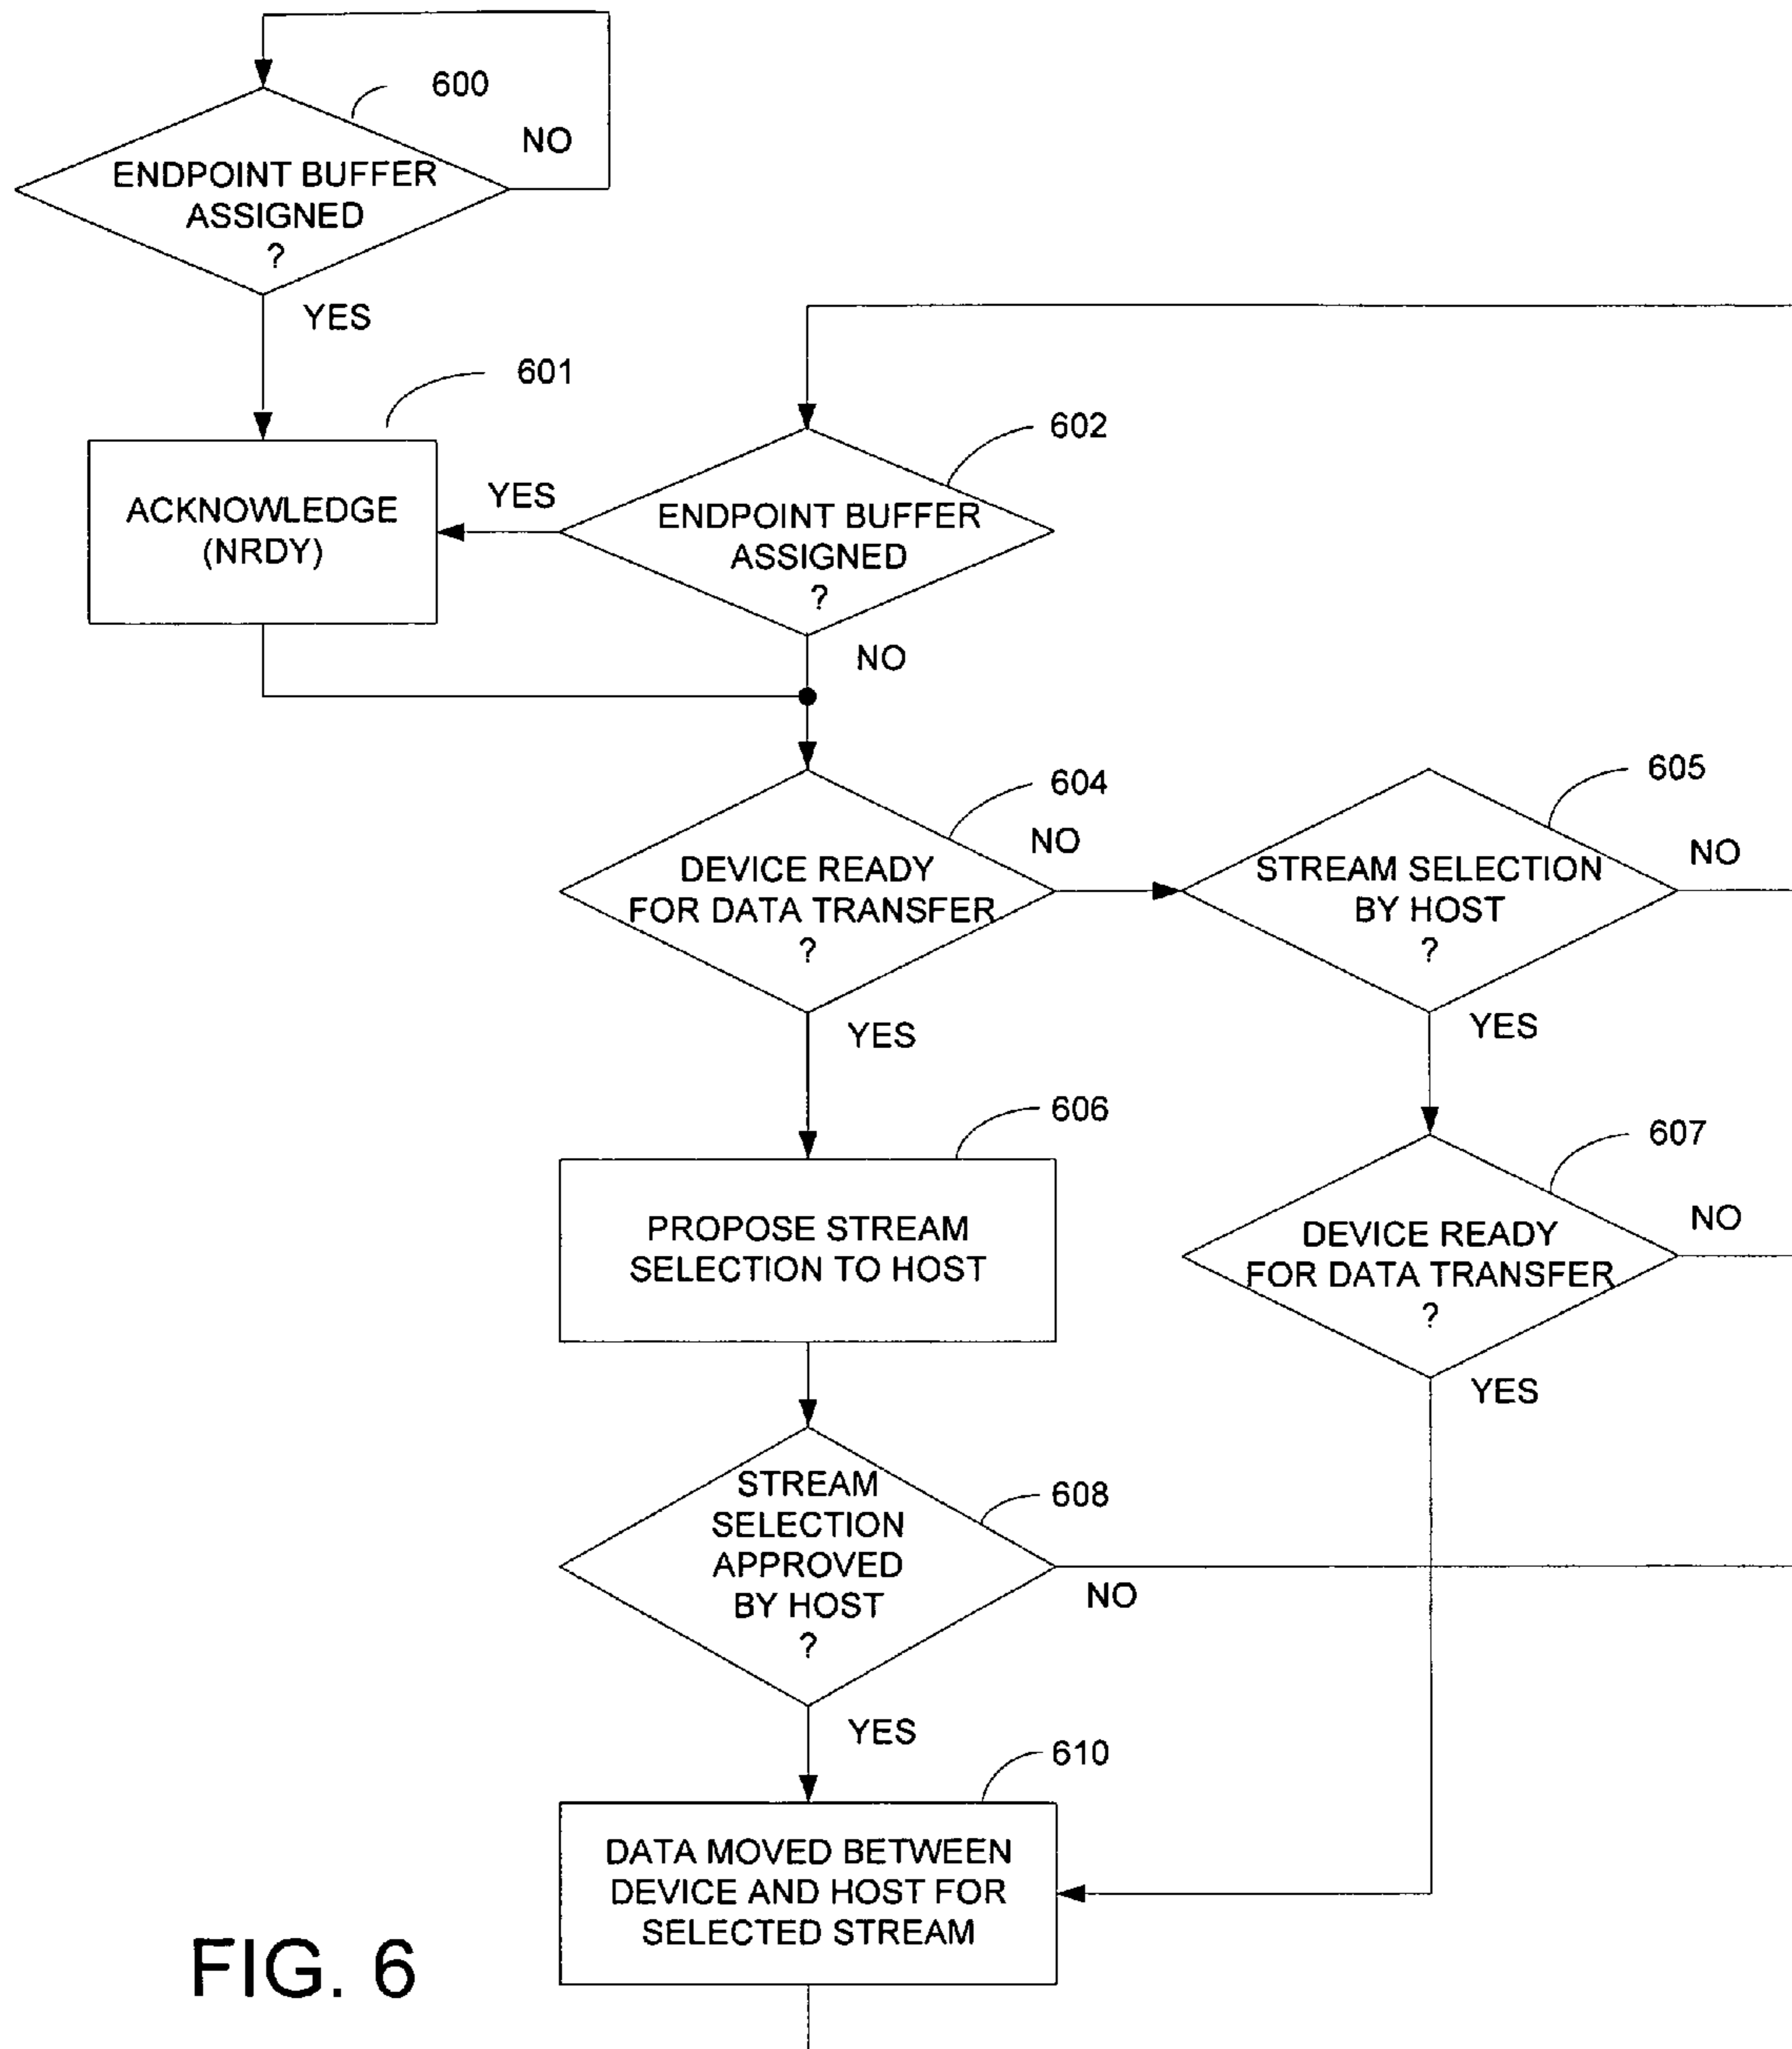 600
NO
ENDPOINT BUFFER
ASSIGNED
?
YES
601
ACKNOWLEDGE
(NRDY)
602
YES
ENDPOINT BUFFER
ASSIGNED
?
NO
604
NO
DEVICE READY
FOR DATA TRANSFER
?
YES
605
NO
STREAM SELECTION
BY HOST
?
YES
606
PROPOSE STREAM
SELECTION TO HOST
607
NO
DEVICE READY
FOR DATA TRANSFER
?
YES
608
STREAM
SELECTION
APPROVED
BY HOST
?
NO
YES
610
DATA MOVED BETWEEN
DEVICE AND HOST FOR
SELECTED STREAM
FIG. 6